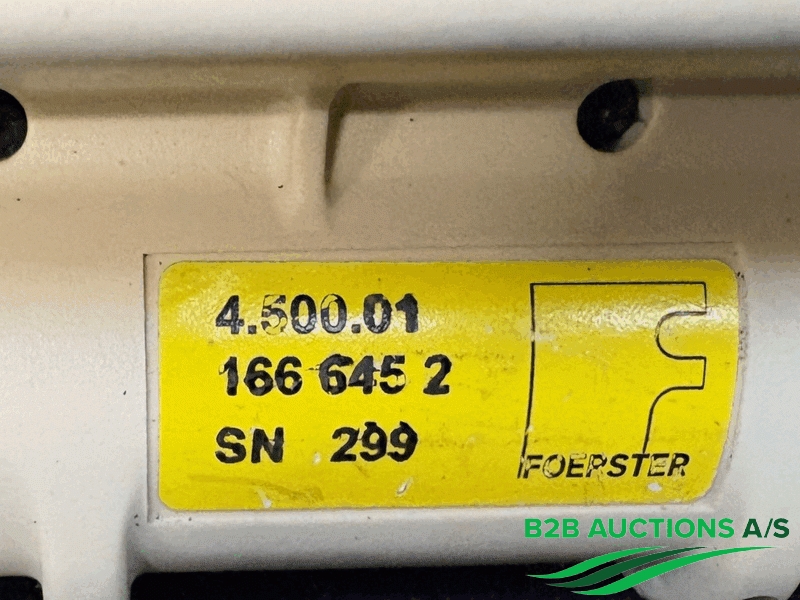 4.500.01
166 645 2
SN 299
FOERSTER
B2B AUCTIONS A/S